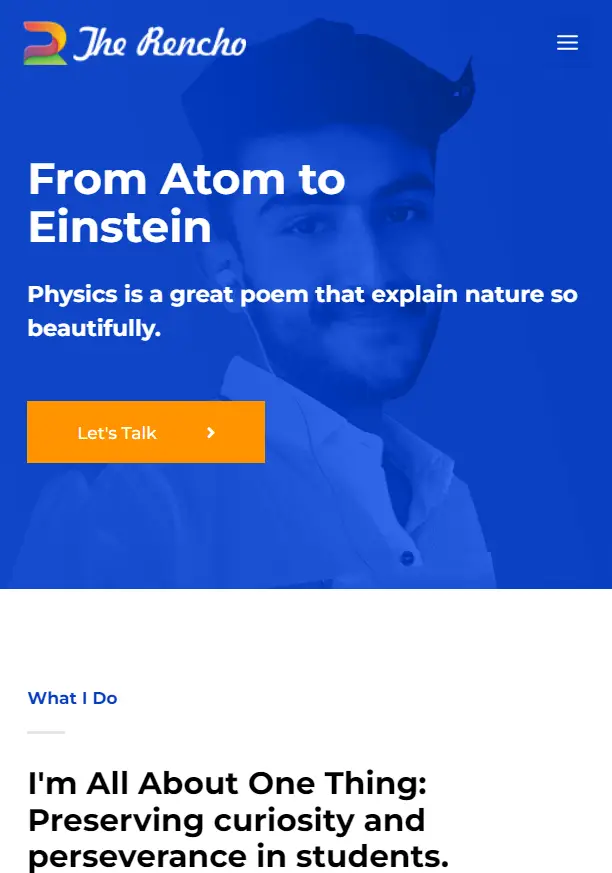 The Rencho
From Atom to
Einstein
Physics is a great poem that explain nature so
beautifully.
Let's Talk
What I Do
I'm All About One Thing:
Preserving curiosity and
perseverance in students.